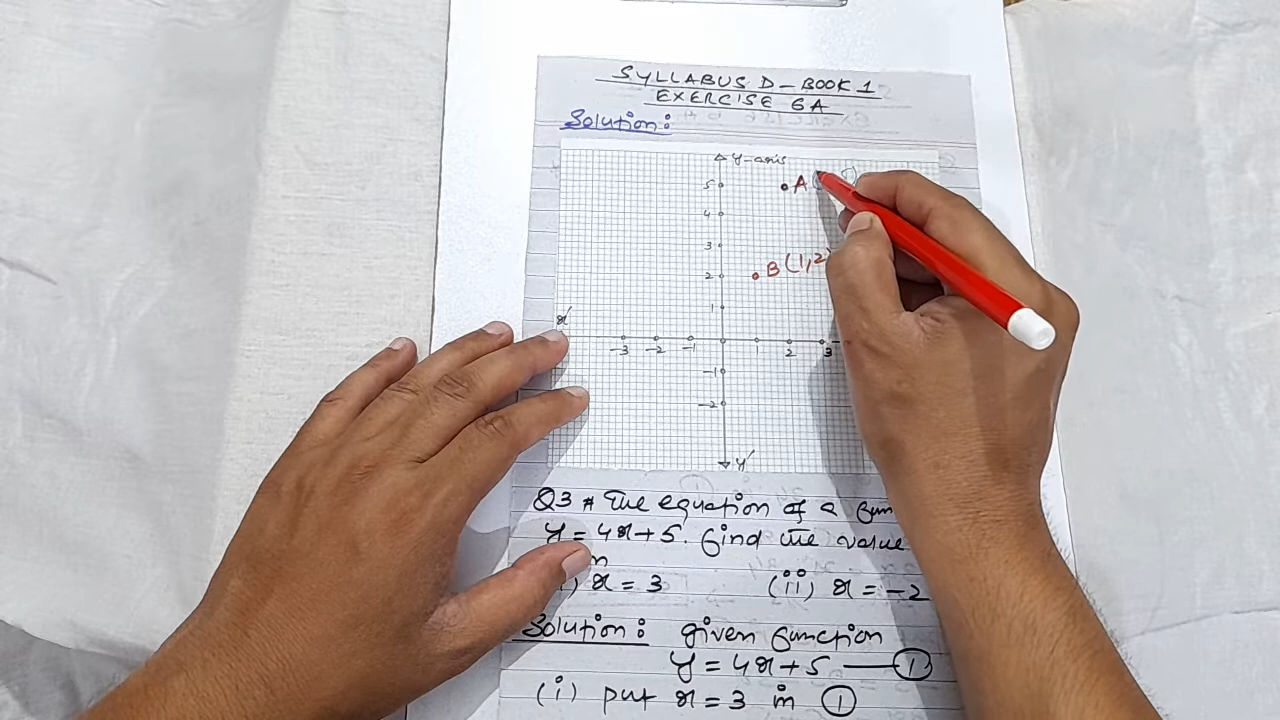 SYLLABUS D - BOOK 1
EXERCISE 6A
Solution:
y-axis
5
A
4
3
B (1,2)
2
1
x'
-3 -2 -1 1 2 3
-1
-2
y'
Q3 # The equation of a
y = 4x+5. Find the value
(i) x = 3 (ii) x = -2
Solution: given function
y = 4x+5 —— ①
(i) put x = 3 in ①